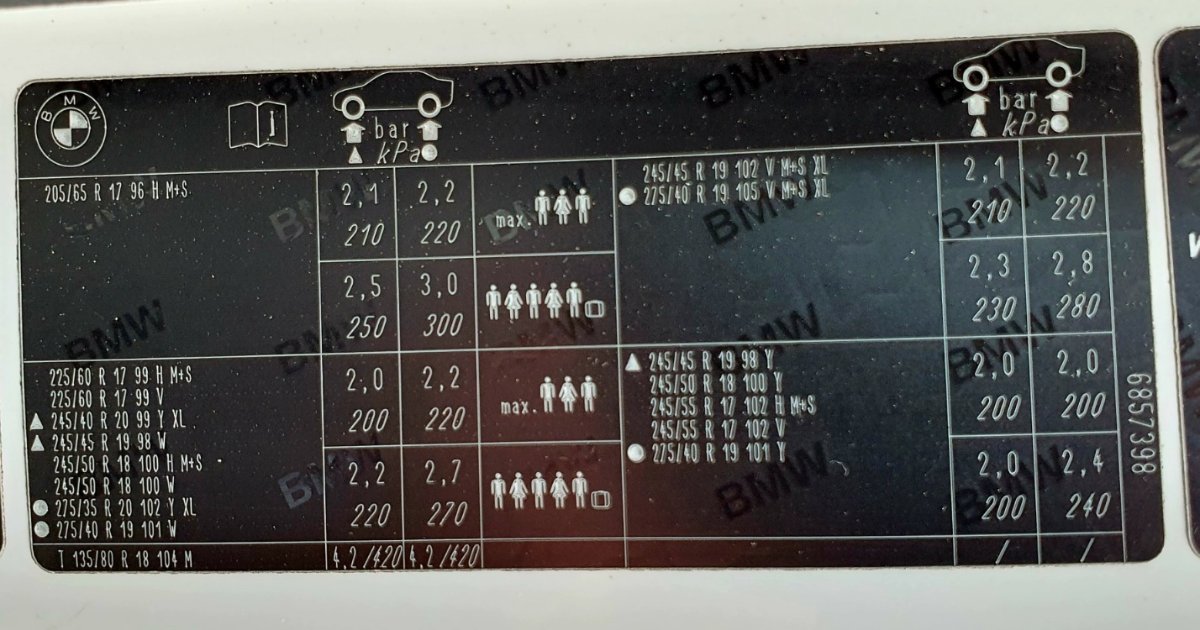 BMW
i
bar
kPa
bar
kPa
205/65 R 17 96 H M+S
2,1 2,2
210 220
max.
2,5 3,0
250 300
245/45 R 19 102 V M+S XL
275/40 R 19 105 V M+S XL
2,1 2,2
210 220
2,3 2,8
230 280
225/60 R 17 99 H M+S
225/60 R 17 99 V
245/40 R 20 99 Y XL
245/45 R 19 98 W
245/50 R 18 100 H M+S
245/50 R 18 100 W
275/35 R 20 102 Y XL
275/40 R 19 101 W
2,0 2,2
200 220
max.
2,2 2,7
220 270
245/45 R 19 98 Y
245/50 R 18 100 Y
245/55 R 17 102 H M+S
245/55 R 17 102 V
275/40 R 19 101 Y
2,0 2,0
200 200
2,0 2,4
200 240
T 135/80 R 18 104 M
4,2/420 4,2/420
/ /
6857398